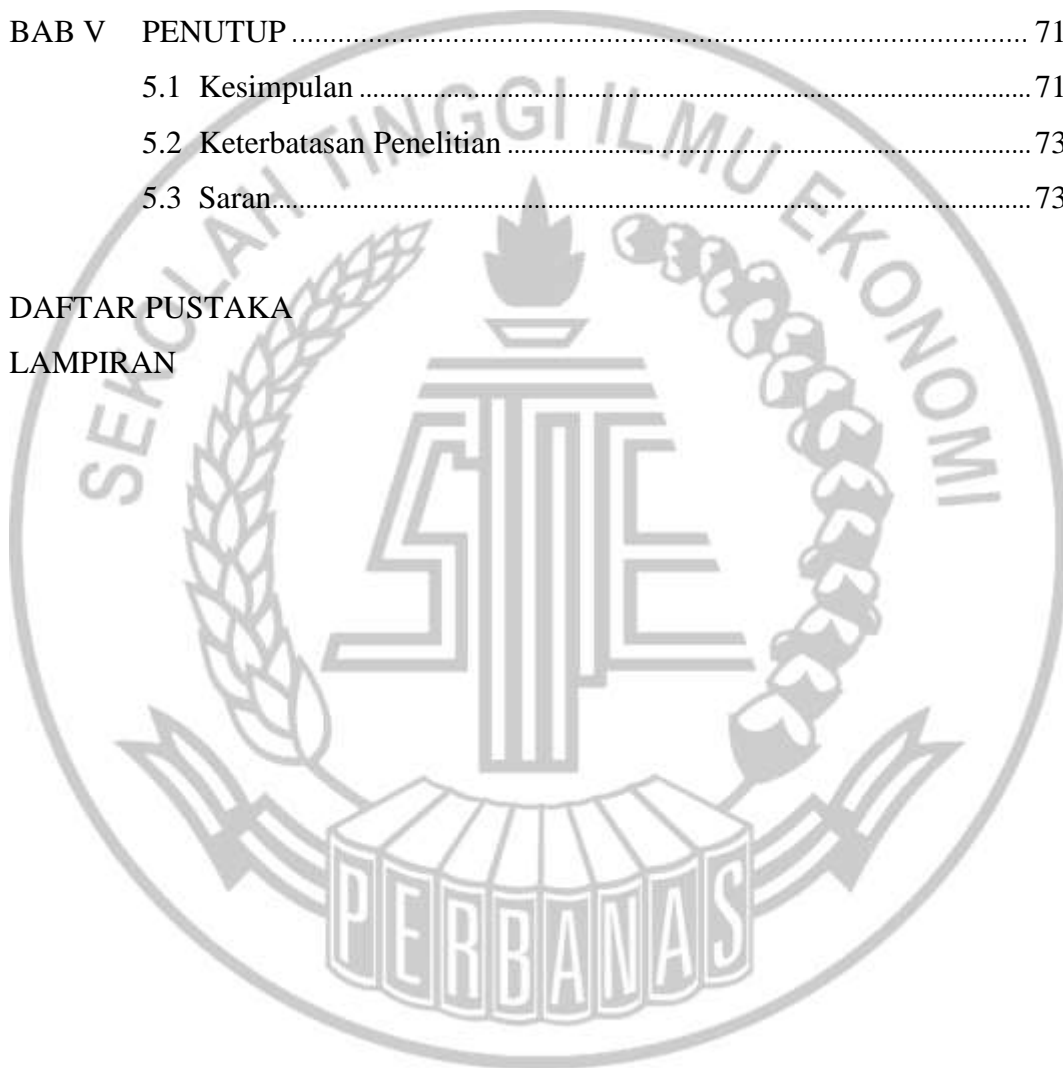 BAB V PENUTUP ........................................................................................ 71
5.1 Kesimpulan ................................................................................ 71
5.2 Keterbatasan Penelitian ............................................................. 73
5.3 Saran........................................................................................... 73
DAFTAR PUSTAKA
LAMPIRAN
SEKOLAH TINGGI ILMU EKONOMI
STIE
PERBANAS